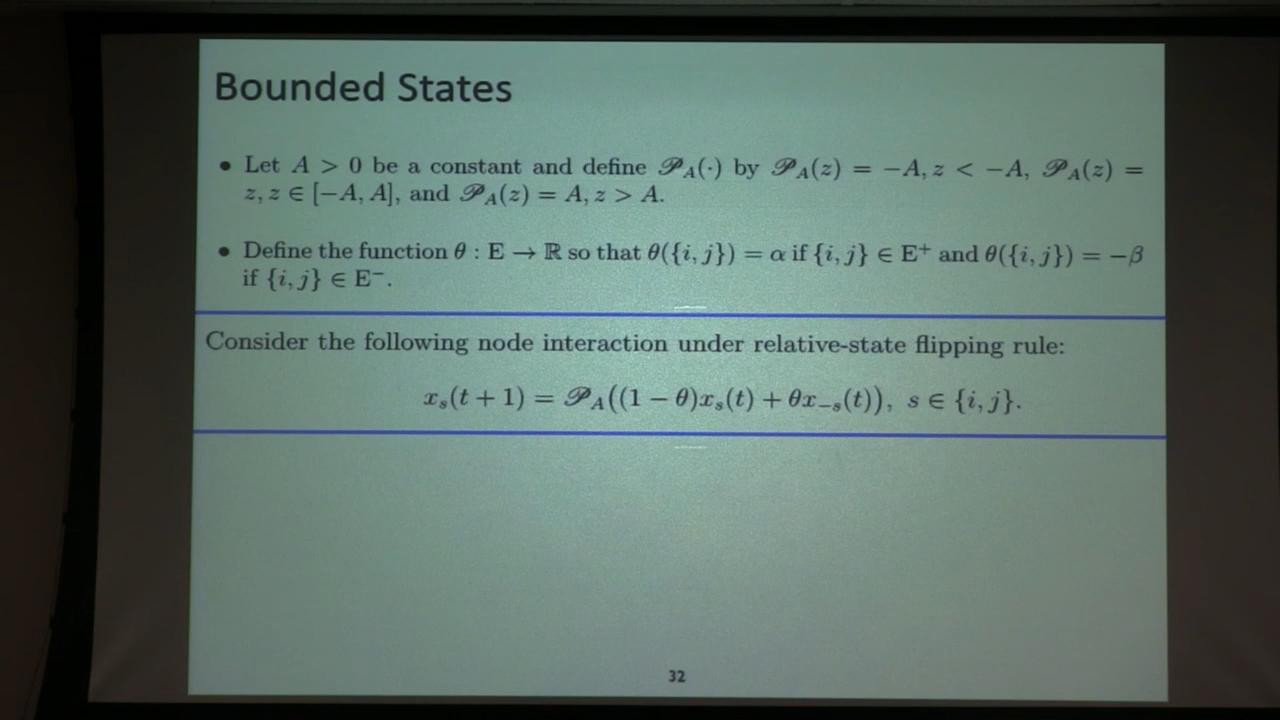 Bounded States
• Let A > 0 be a constant and define 𝒫_A(·) by 𝒫_A(z) = −A, z < −A, 𝒫_A(z) =
z, z ∈ [−A, A], and 𝒫_A(z) = A, z > A.
• Define the function θ : E → ℝ so that θ({i, j}) = α if {i, j} ∈ E⁺ and θ({i, j}) = −β
if {i, j} ∈ E⁻.
Consider the following node interaction under relative-state flipping rule:
x_s(t + 1) = 𝒫_A((1 − θ)x_s(t) + θx_{−s}(t)), s ∈ {i, j}.
32